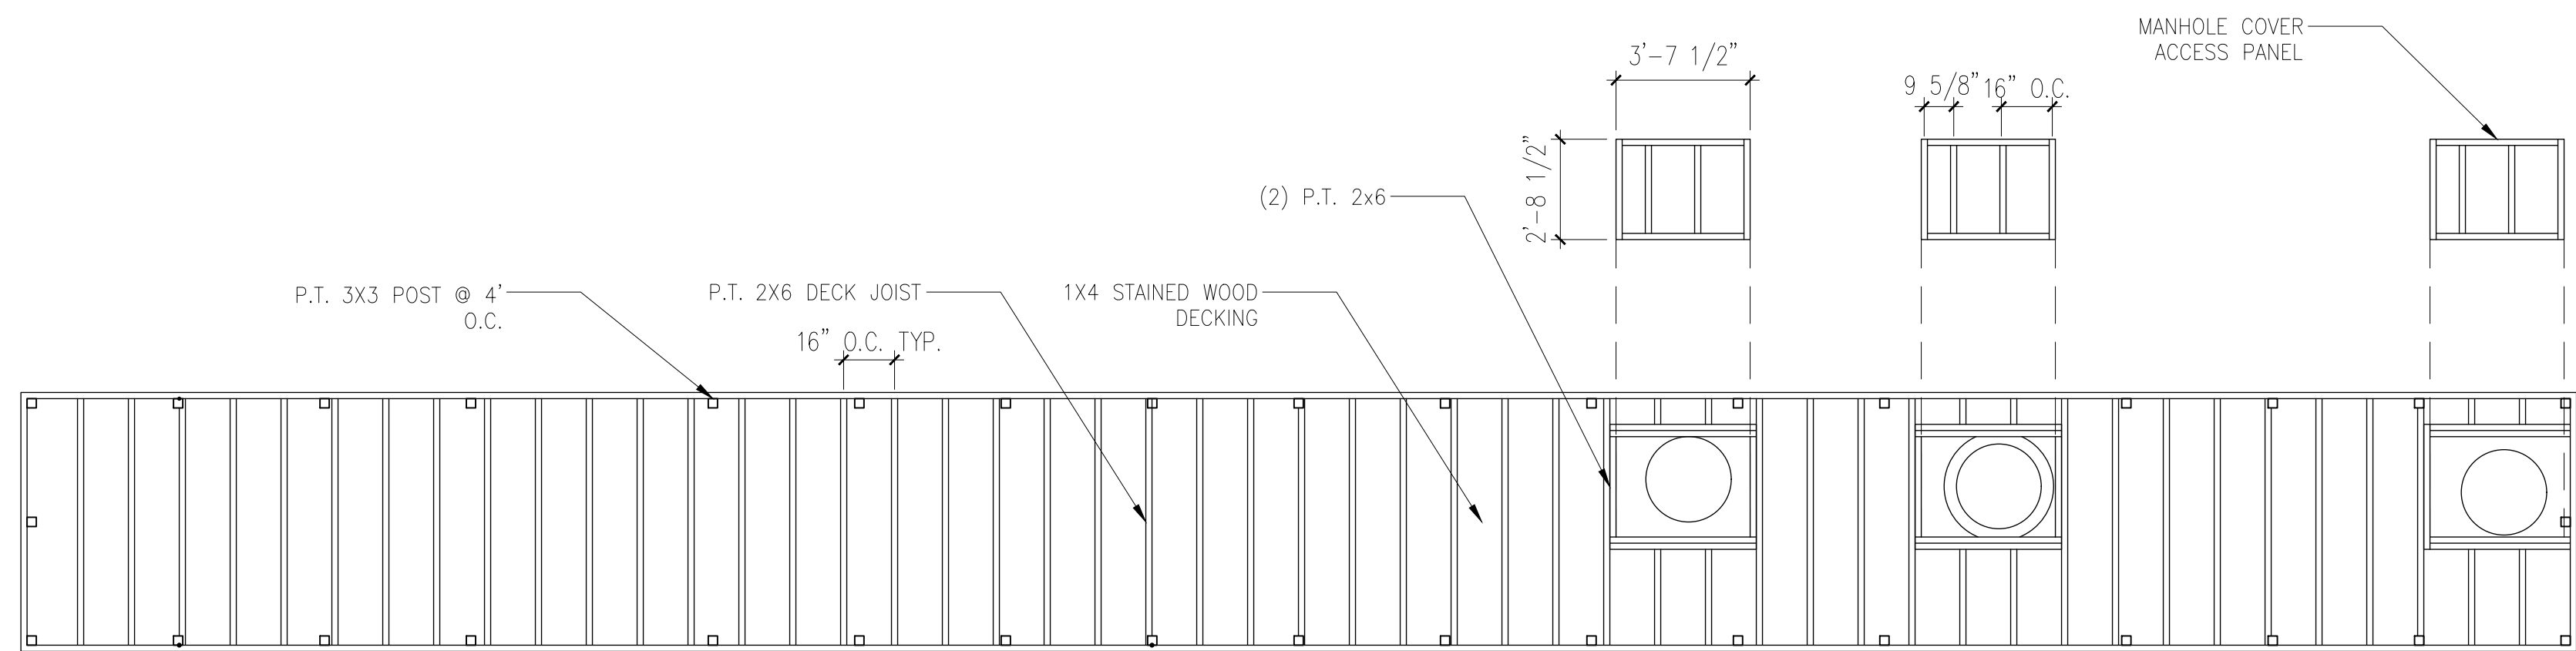 MANHOLE COVER
ACCESS PANEL
3'-7 1/2"
9 5/8"
16" O.C.
2'-8 1/2"
(2) P.T. 2x6
P.T. 3X3 POST @ 4'
O.C.
P.T. 2X6 DECK JOIST
1X4 STAINED WOOD
DECKING
16" O.C. TYP.